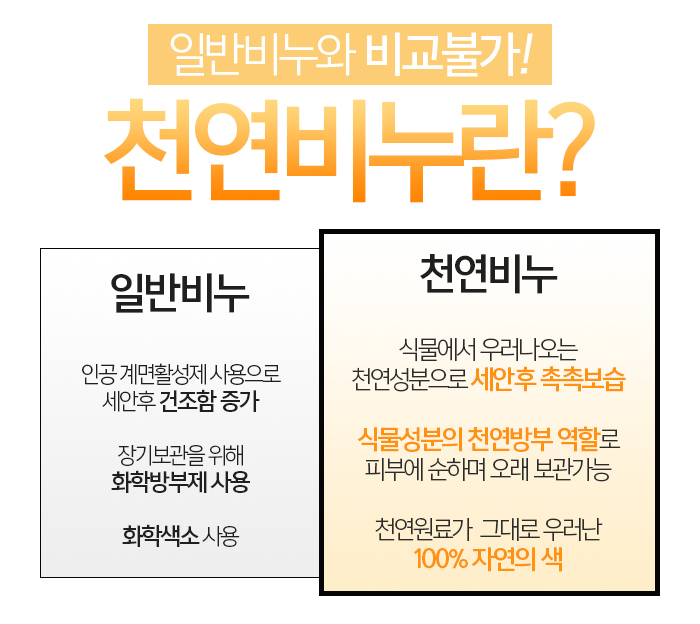 일반비누와 비교불가!
천연비누란?
일반비누
인공 계면활성제 사용으로
세안후 건조함 증가
장기보관을 위해
화학방부제 사용
화학색소 사용
천연비누
식물에서 우러나오는
천연성분으로 세안후 촉촉보습
식물성분의 천연방부 역할로
피부에 순하며 오래 보관가능
천연원료가 그대로 우러난
100% 자연의 색